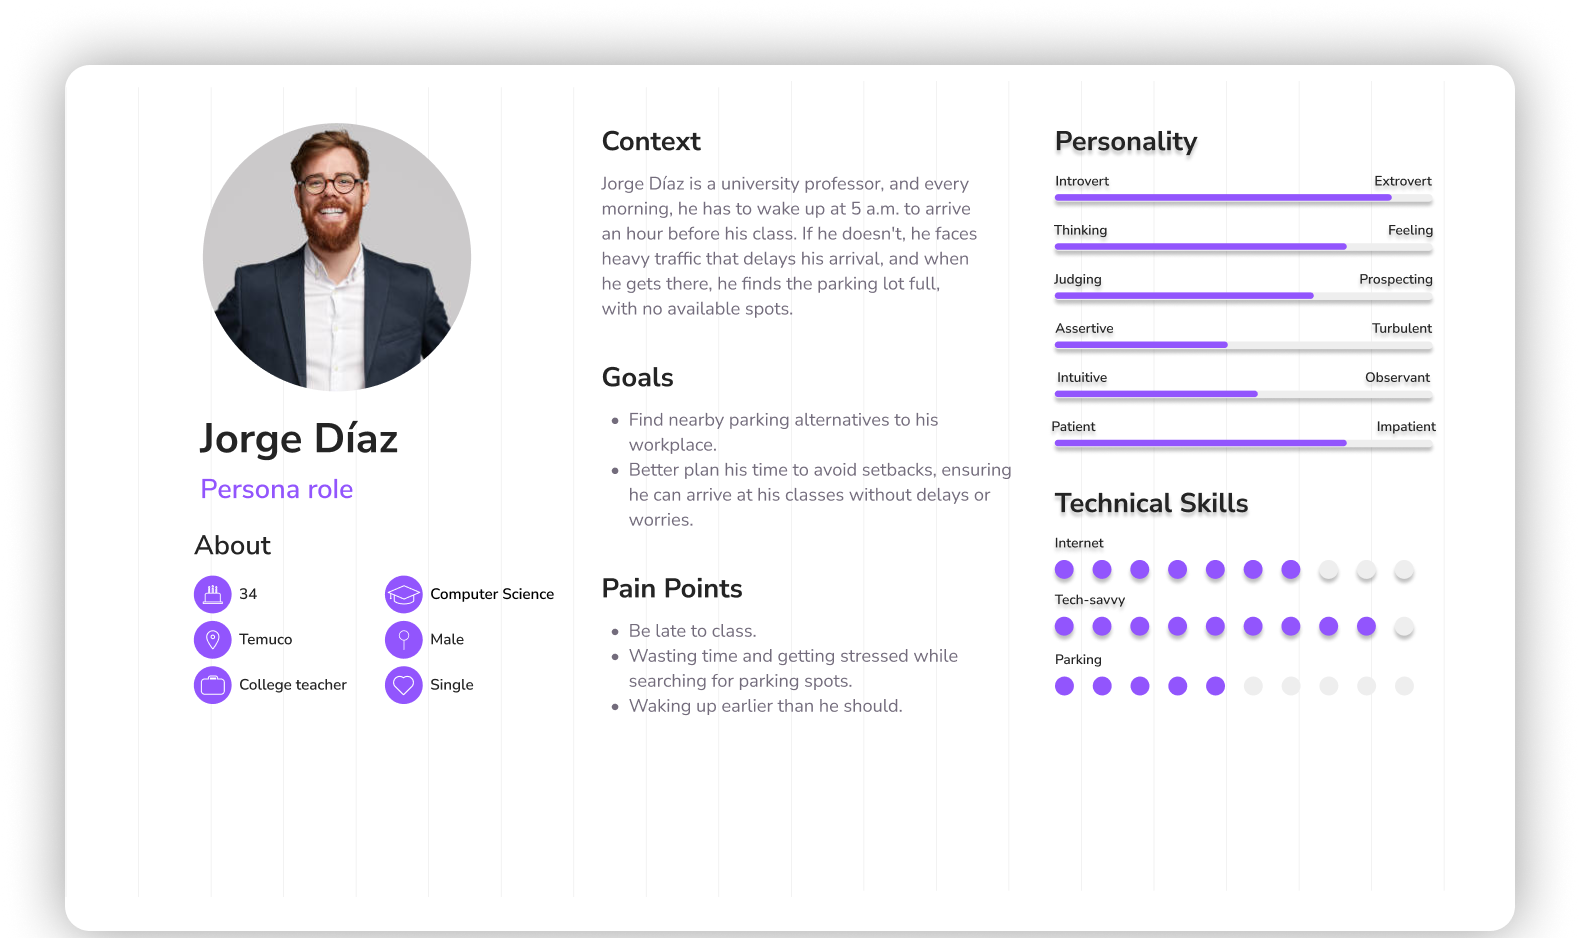 Jorge Díaz
Persona role
About
34
Computer Science
Temuco
Male
College teacher
Single
Context
Jorge Díaz is a university professor, and every
morning, he has to wake up at 5 a.m. to arrive
an hour before his class. If he doesn't, he faces
heavy traffic that delays his arrival, and when
he gets there, he finds the parking lot full,
with no available spots.
Goals
• Find nearby parking alternatives to his
workplace.
• Better plan his time to avoid setbacks, ensuring
he can arrive at his classes without delays or
worries.
Pain Points
• Be late to class.
• Wasting time and getting stressed while
searching for parking spots.
• Waking up earlier than he should.
Personality
Introvert Extrovert
Thinking Feeling
Judging Prospecting
Assertive Turbulent
Intuitive Observant
Patient Impatient
Technical Skills
Internet
Tech-savvy
Parking